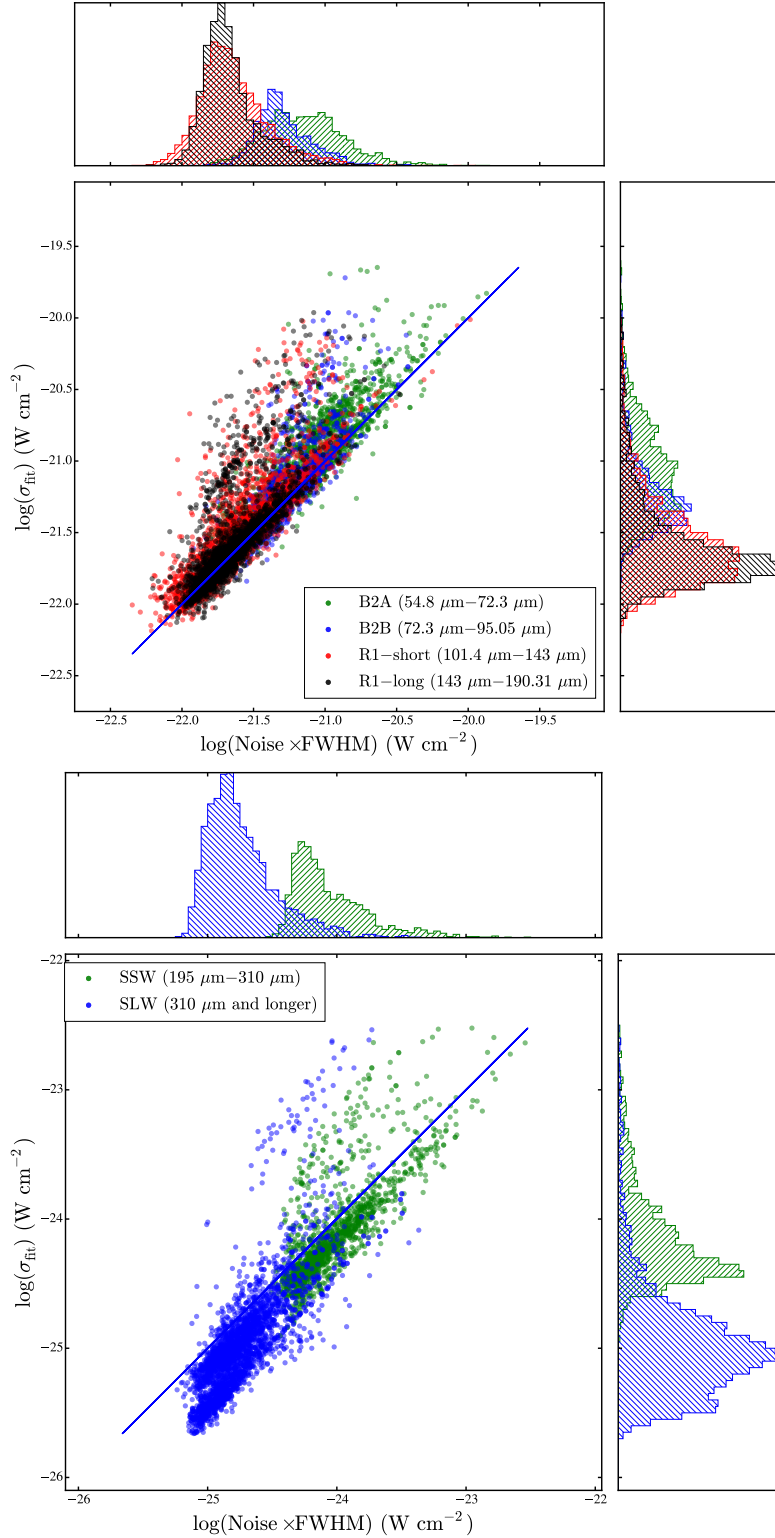 −19.5
−20.0
−20.5
−21.0
−21.5
−22.0
−22.5
log(σfit) (W cm−2)
B2A (54.8 μm−72.3 μm)
B2B (72.3 μm−95.05 μm)
R1−short (101.4 μm−143 μm)
R1−long (143 μm−190.31 μm)
−22.5 −22.0 −21.5 −21.0 −20.5 −20.0 −19.5
log(Noise ×FWHM) (W cm−2)
−22
SSW (195 μm−310 μm)
SLW (310 μm and longer)
−23
−24
−25
−26
log(σfit) (W cm−2)
−26 −25 −24 −23 −22
log(Noise ×FWHM) (W cm−2)